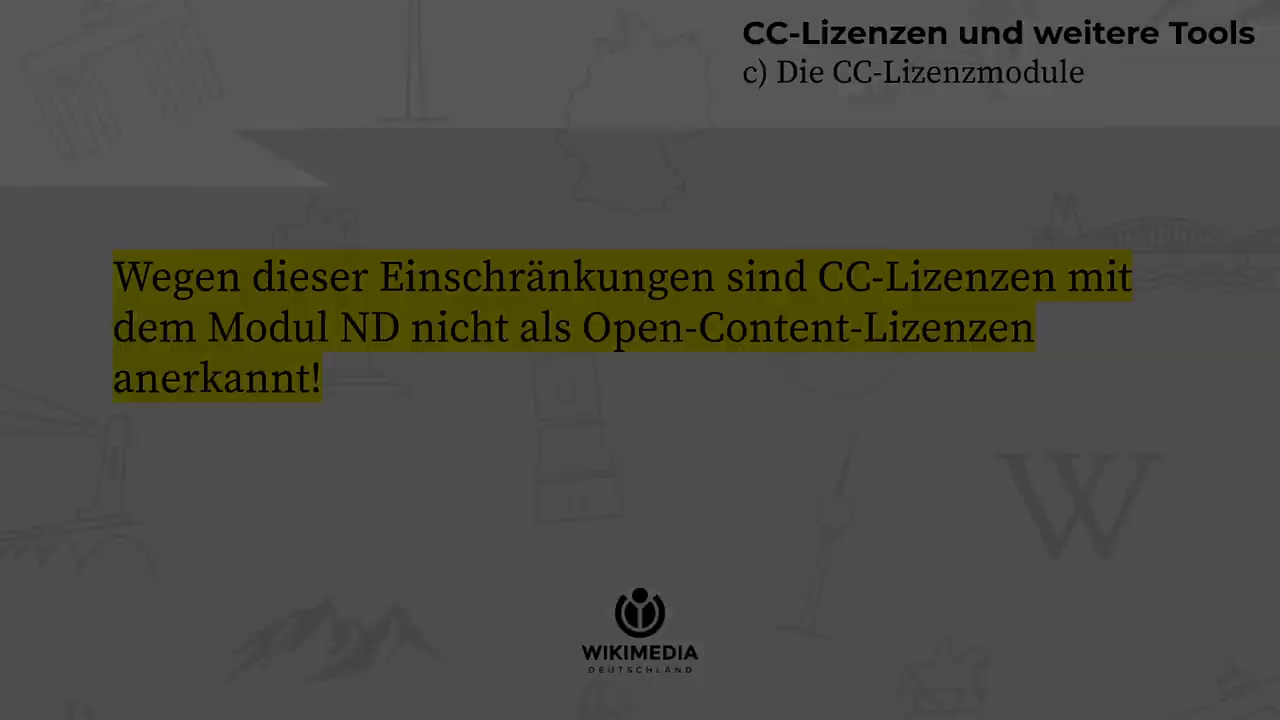 CC-Lizenzen und weitere Tools
c) Die CC-Lizenzmodule
Wegen dieser Einschränkungen sind CC-Lizenzen mit
dem Modul ND nicht als Open-Content-Lizenzen
anerkannt!
W
WIKIMEDIA
DEUTSCHLAND